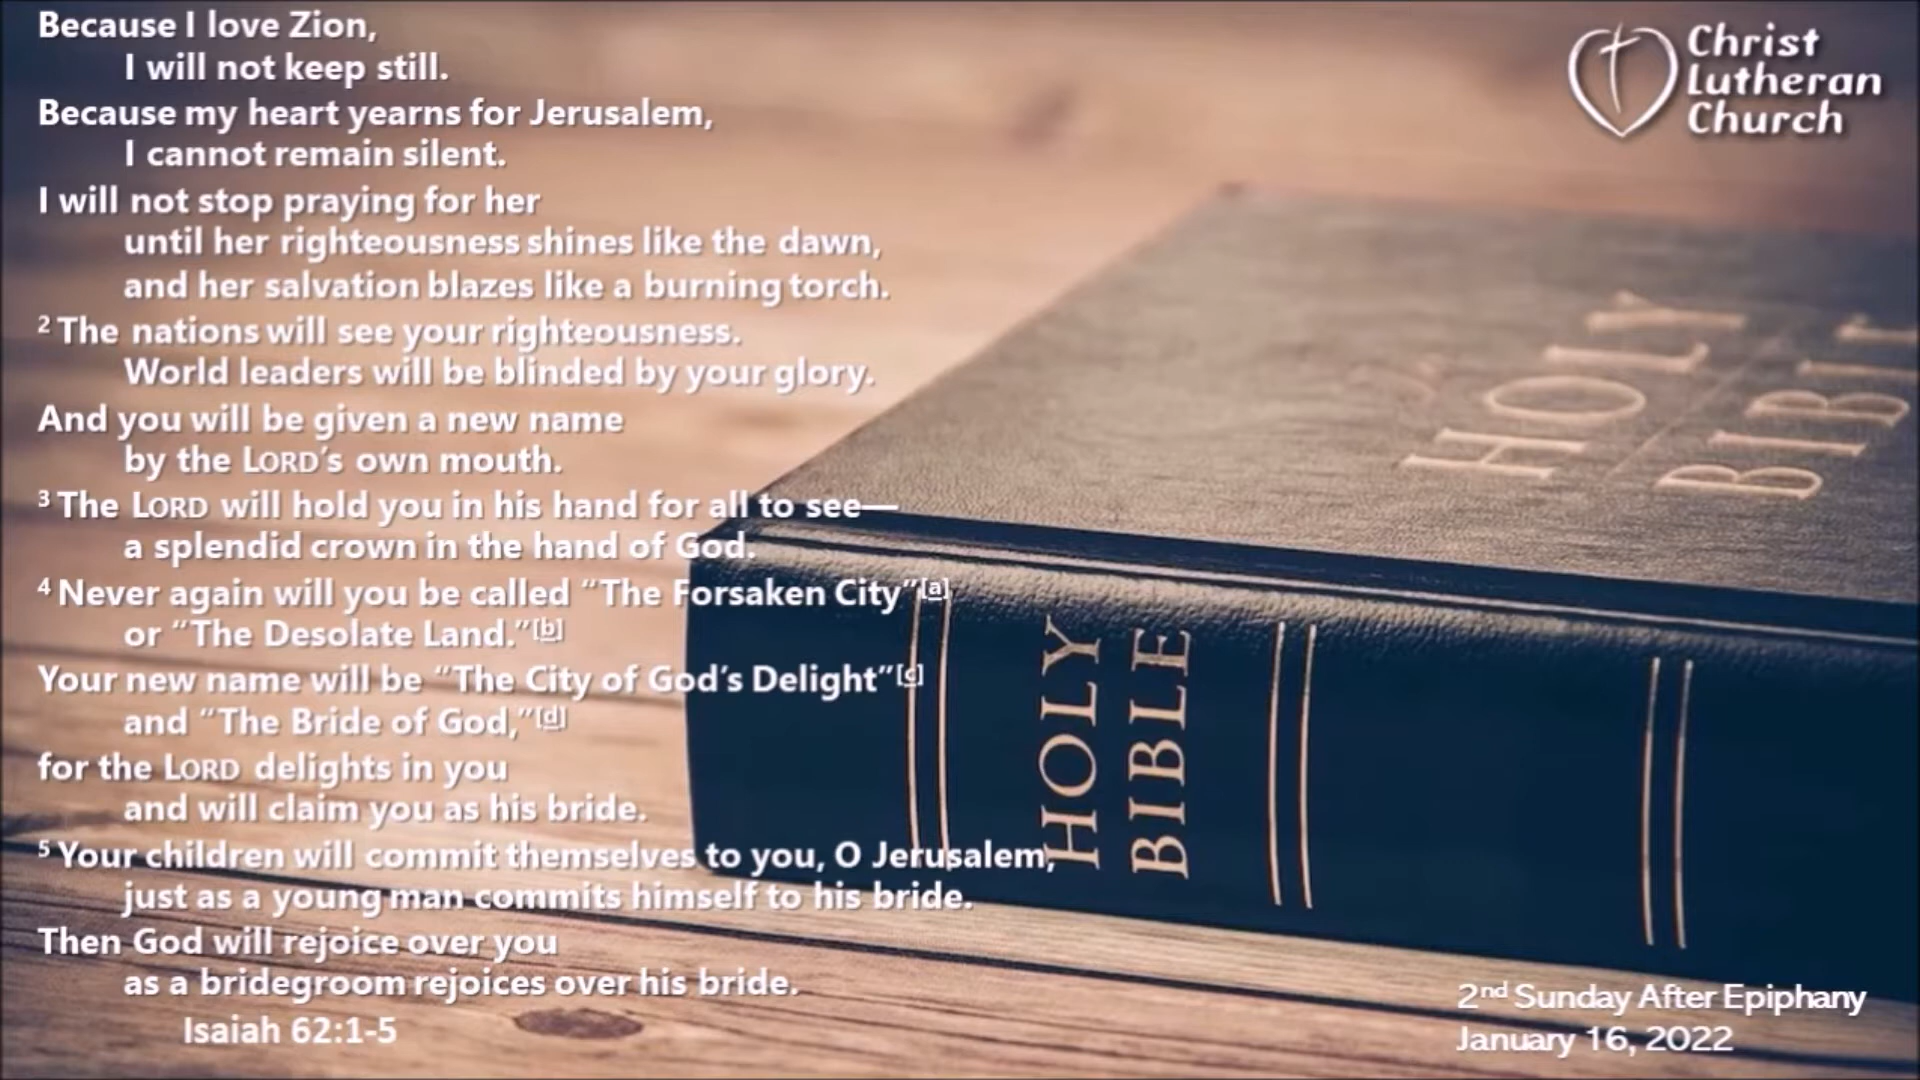 Because I love Zion,
I will not keep still.
Because my heart yearns for Jerusalem,
I cannot remain silent.
I will not stop praying for her
until her righteousness shines like the dawn,
and her salvation blazes like a burning torch.
2 The nations will see your righteousness.
World leaders will be blinded by your glory.
And you will be given a new name
by the LORD’s own mouth.
3 The LORD will hold you in his hand for all to see—
a splendid crown in the hand of God.
4 Never again will you be called “The Forsaken City”[a]
or “The Desolate Land.”[b]
Your new name will be “The City of God’s Delight”[c]
and “The Bride of God,”[d]
for the LORD delights in you
and will claim you as his bride.
5 Your children will commit themselves to you, O Jerusalem,
just as a young man commits himself to his bride.
Then God will rejoice over you
as a bridegroom rejoices over his bride.
Isaiah 62:1-5
Christ
Lutheran
Church
HOLY
BIBL
HOLY
BIBLE
2nd Sunday After Epiphany
January 16, 2022